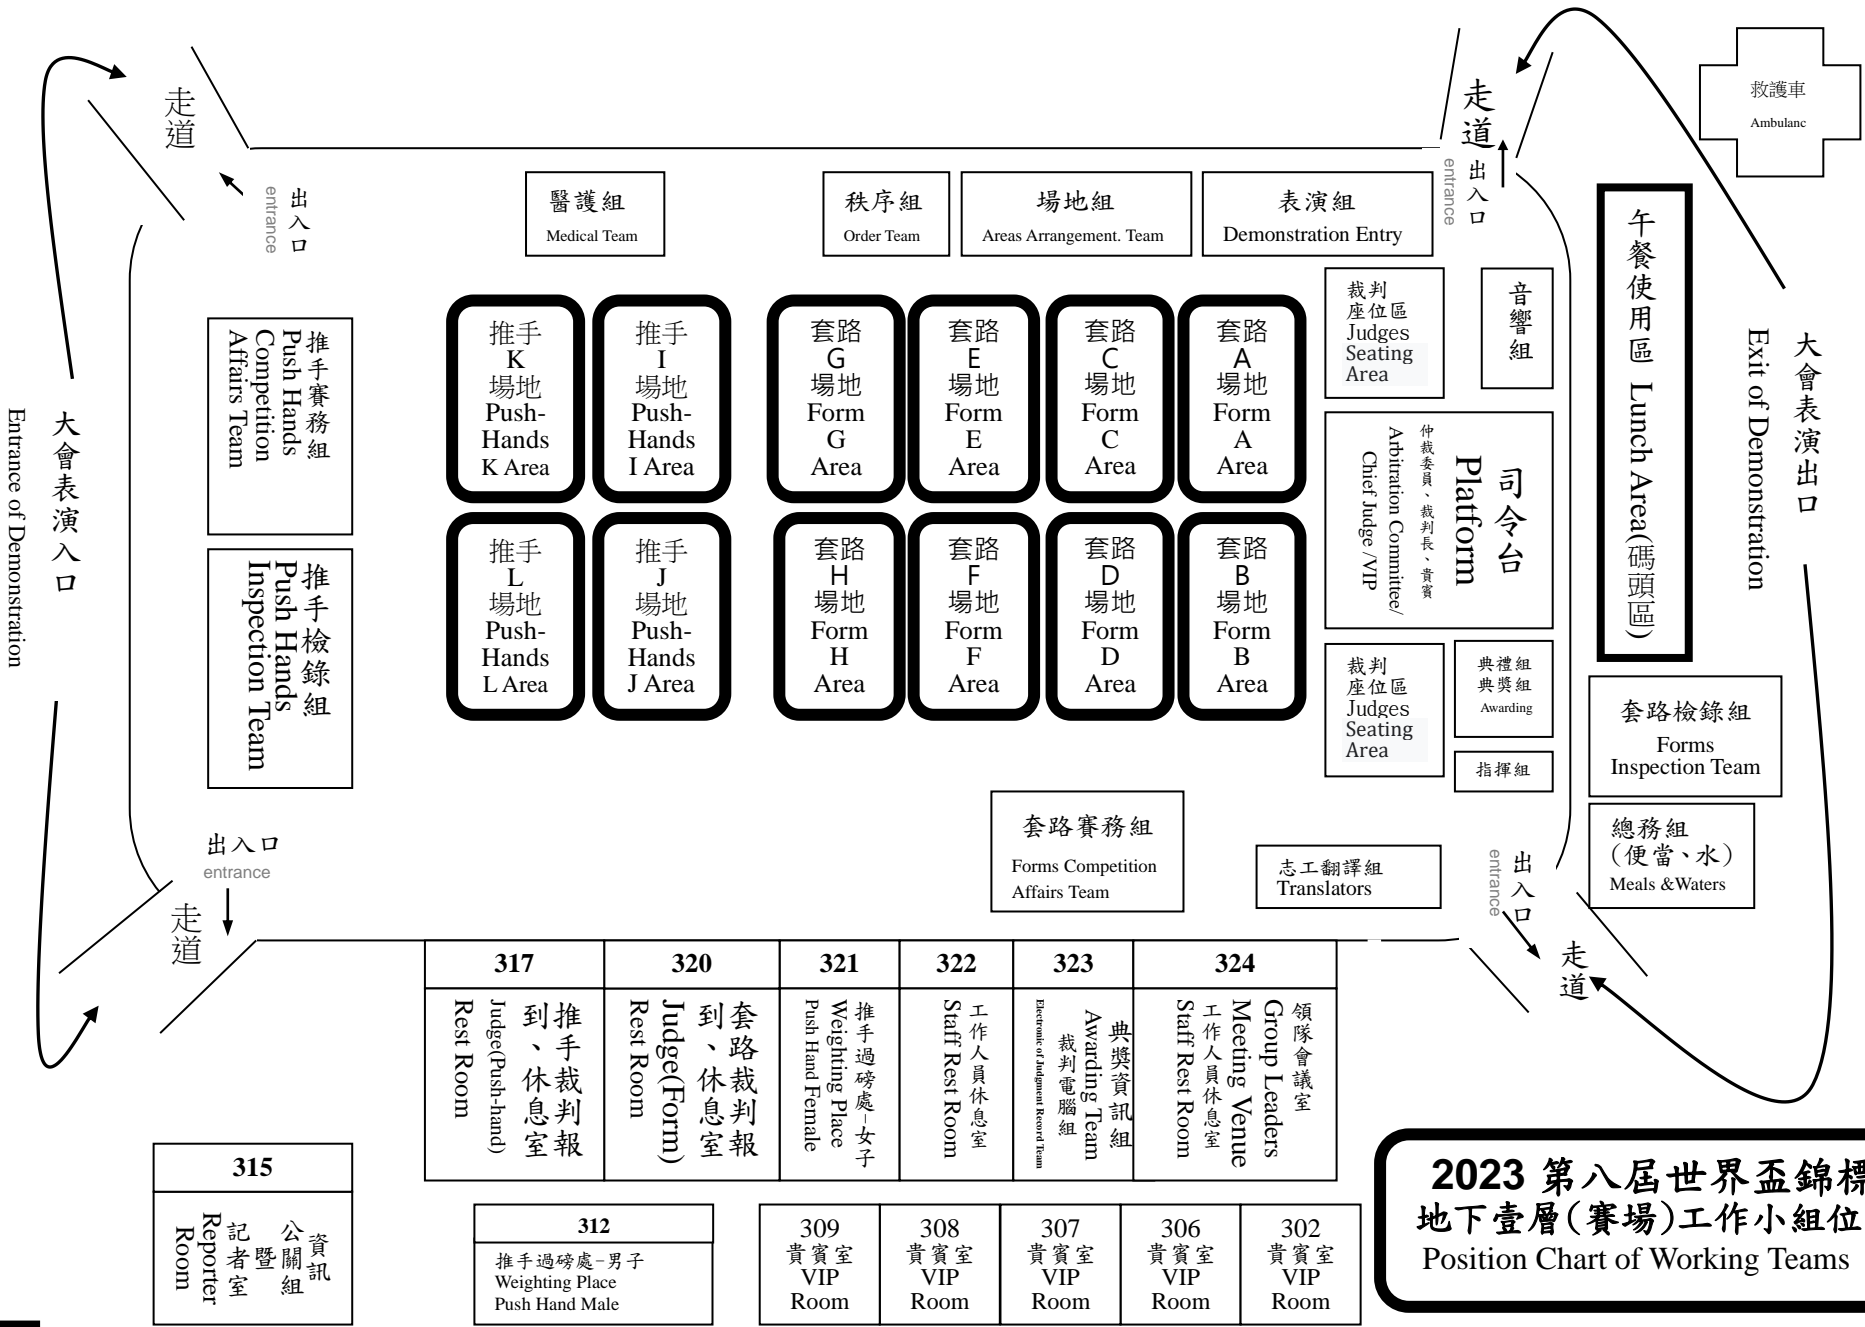 走道
出入口
entrance
走道
出入口
entrance
救護車
Ambulanc
醫護組
Medical Team
秩序組
Order Team
場地組
Areas Arrangement. Team
表演組
Demonstration Entry
大會表演入口
Entrance of Demonstration
推手賽務組
Push Hands
Competition
Affairs Team
推手檢錄組
Push Hands
Inspection Team
推手
K
場地
Push-
Hands
K Area
推手
I
場地
Push-
Hands
I Area
套路
G
場地
Form
G
Area
套路
E
場地
Form
E
Area
套路
C
場地
Form
C
Area
套路
A
場地
Form
A
Area
推手
L
場地
Push-
Hands
L Area
推手
J
場地
Push-
Hands
J Area
套路
H
場地
Form
H
Area
套路
F
場地
Form
F
Area
套路
D
場地
Form
D
Area
套路
B
場地
Form
B
Area
裁判
座位區
Judges
Seating
Area
音響組
司令台
Platform
仲裁委員、裁判長、貴賓
Arbitration Committee/
Chief Judge /VIP
裁判
座位區
Judges
Seating
Area
典禮組
典獎組
Awarding
指揮組
午餐使用區 Lunch Area(碼頭區)
大會表演出口
Exit of Demonstration
套路檢錄組
Forms
Inspection Team
總務組
(便當、水)
Meals &Waters
套路賽務組
Forms Competition
Affairs Team
志工翻譯組
Translators
出入口
entrance
走道
出入口
entrance
走道
317
推手裁判報
到、休息室
Judge(Push-hand)
Rest Room
320
套路裁判報
到、休息室
Judge(Form)
Rest Room
321
推手過磅處-女子
Weighting Place
Push Hand Female
322
工作人員休息室
Staff Rest Room
323
典獎資訊組
Awarding Team
裁判電腦組
Electronic of Judgment Record Team
324
領隊會議室
Group Leaders
Meeting Venue
工作人員休息室
Staff Rest Room
315
資訊
公關組
暨
記者室
Reporter
Room
312
推手過磅處-男子
Weighting Place
Push Hand Male
309
貴賓室
VIP
Room
308
貴賓室
VIP
Room
307
貴賓室
VIP
Room
306
貴賓室
VIP
Room
302
貴賓室
VIP
Room
2023 第八屆世界盃錦標
地下壹層(賽場)工作小組位
Position Chart of Working Teams